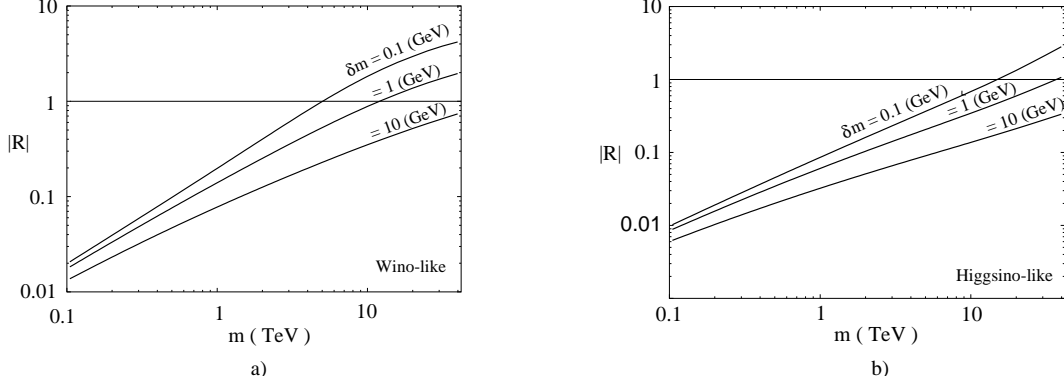 10
δm = 0.1 (GeV)
= 1 (GeV)
1
= 10 (GeV)
|R|
0.1
Wino-like
0.01
0.1
1
10
m ( TeV )
a)
10
1
δm = 0.1 (GeV)
= 1 (GeV)
= 10 (GeV)
|R|
0.1
0.01
Higgsino-like
0.1
1
10
m ( TeV )
b)